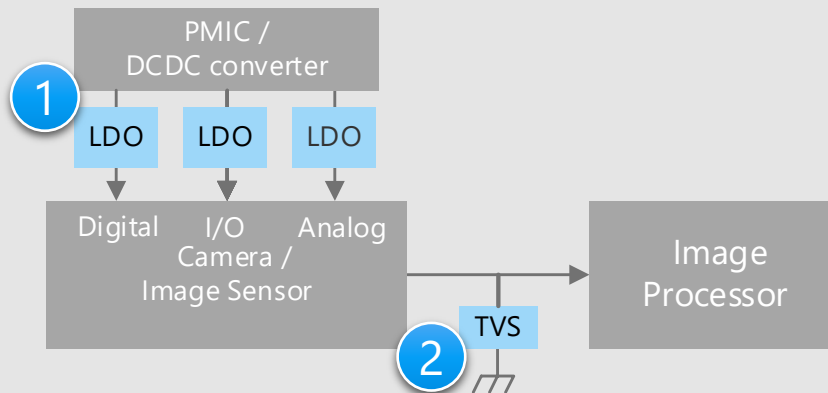 PMIC /
DCDC converter
1
LDO LDO LDO
Digital I/O Analog
Camera /
Image Sensor
Image
Processor
TVS
2